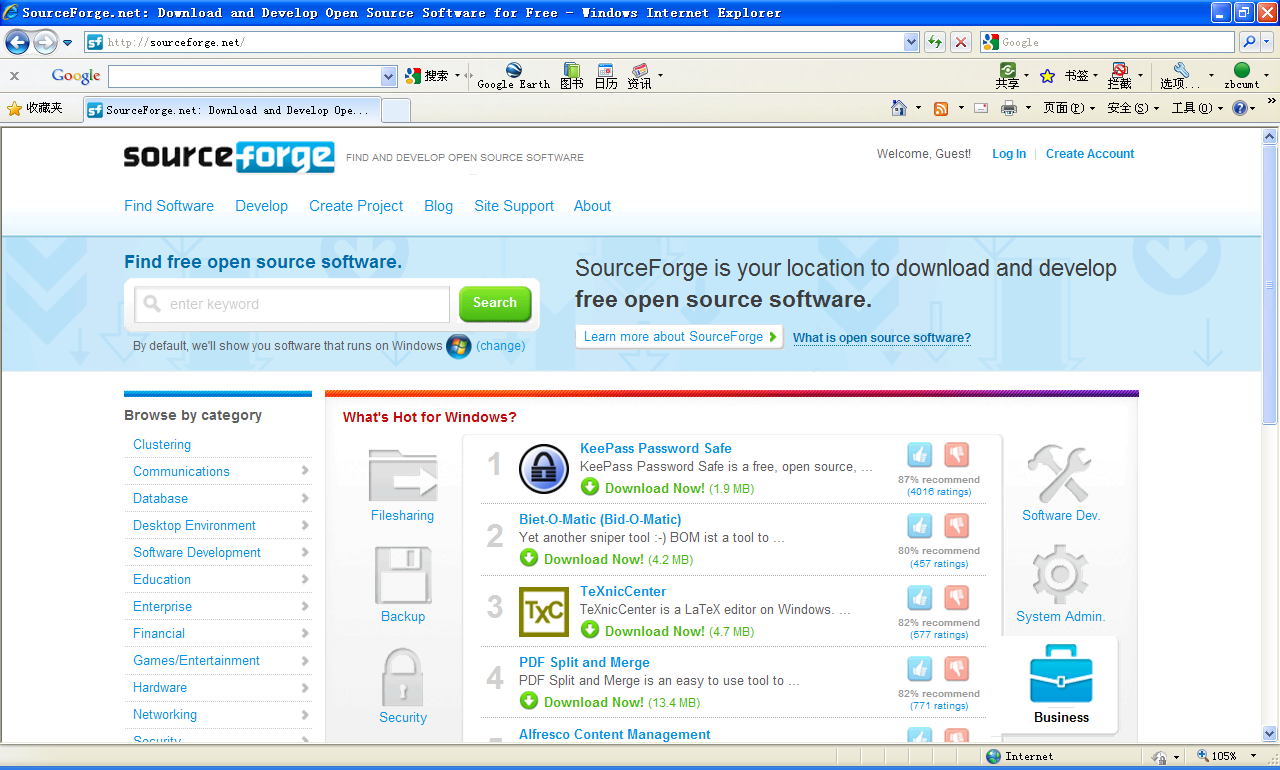 SourceForge.net: Download and Develop Open Source Software for Free - Windows Internet Explorer
http://sourceforge.net/
Google
Google
搜索
Google Earth
图书
日历
资讯
共享
书签
拦截
选项...
zbcumt
收藏夹
SourceForge.net: Download and Develop Ope...
页面(P)
安全(S)
工具(O)
sourceforge
FIND AND DEVELOP OPEN SOURCE SOFTWARE
Welcome, Guest! Log In | Create Account
Find Software Develop Create Project Blog Site Support About
Find free open source software.
enter keyword
Search
By default, we'll show you software that runs on Windows (change)
SourceForge is your location to download and develop
free open source software.
Learn more about SourceForge
What is open source software?
Browse by category
Clustering
Communications
Database
Desktop Environment
Software Development
Education
Enterprise
Financial
Games/Entertainment
Hardware
Networking
Security
What's Hot for Windows?
Filesharing
Backup
Security
1
KeePass Password Safe
KeePass Password Safe is a free, open source, ...
Download Now! (1.9 MB)
87% recommend
(4016 ratings)
2
Biet-O-Matic (Bid-O-Matic)
Yet another sniper tool :-) BOM ist a tool to ...
Download Now! (4.2 MB)
80% recommend
(457 ratings)
3
TXC
TeXnicCenter
TeXnicCenter is a LaTeX editor on Windows. ...
Download Now! (4.7 MB)
82% recommend
(577 ratings)
4
PDF Split and Merge
PDF Split and Merge is an easy to use tool to ...
Download Now! (13.4 MB)
82% recommend
(771 ratings)
Alfresco Content Management
Software Dev.
System Admin.
Business
Internet
105%